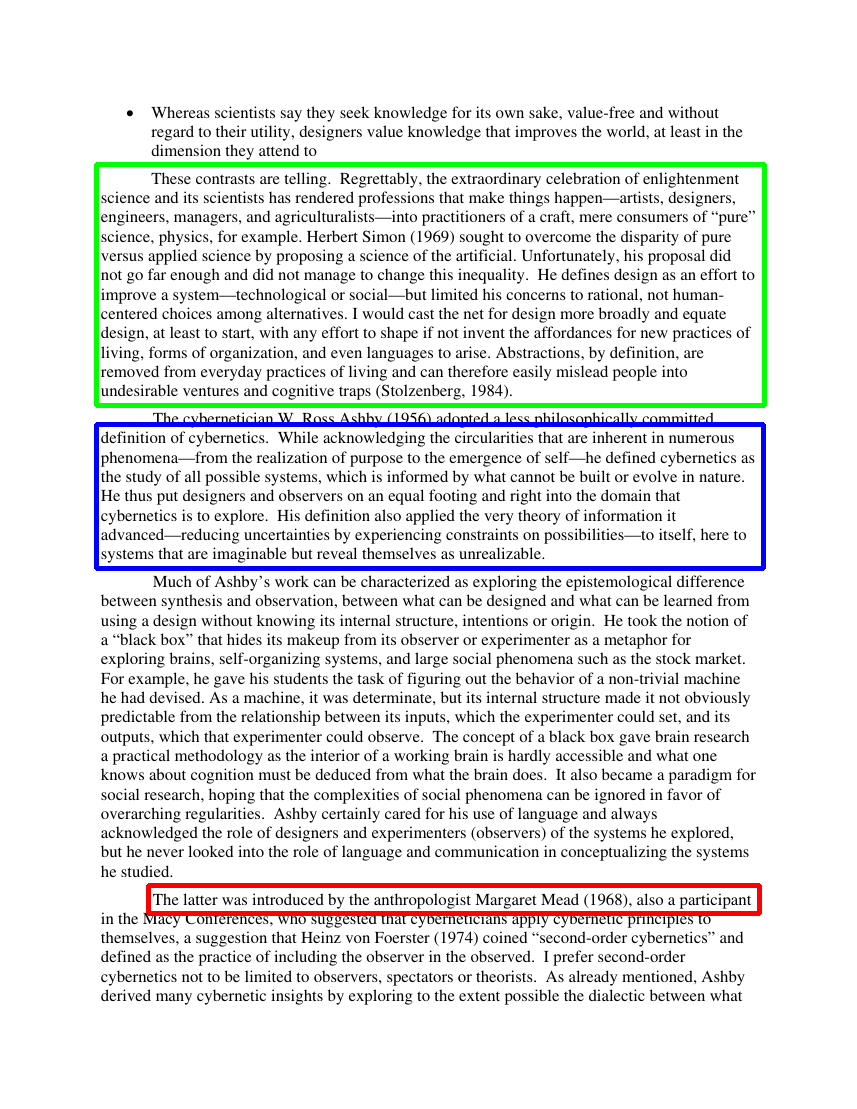 • Whereas scientists say they seek knowledge for its own sake, value-free and without
regard to their utility, designers value knowledge that improves the world, at least in the
dimension they attend to
These contrasts are telling.  Regrettably, the extraordinary celebration of enlightenment
science and its scientists has rendered professions that make things happen—artists, designers,
engineers, managers, and agriculturalists—into practitioners of a craft, mere consumers of “pure”
science, physics, for example. Herbert Simon (1969) sought to overcome the disparity of pure
versus applied science by proposing a science of the artificial. Unfortunately, his proposal did
not go far enough and did not manage to change this inequality.  He defines design as an effort to
improve a system—technological or social—but limited his concerns to rational, not human-
centered choices among alternatives. I would cast the net for design more broadly and equate
design, at least to start, with any effort to shape if not invent the affordances for new practices of
living, forms of organization, and even languages to arise. Abstractions, by definition, are
removed from everyday practices of living and can therefore easily mislead people into
undesirable ventures and cognitive traps (Stolzenberg, 1984).
The cybernetician W. Ross Ashby (1956) adopted a less philosophically committed
definition of cybernetics.  While acknowledging the circularities that are inherent in numerous
phenomena—from the realization of purpose to the emergence of self—he defined cybernetics as
the study of all possible systems, which is informed by what cannot be built or evolve in nature.
He thus put designers and observers on an equal footing and right into the domain that
cybernetics is to explore.  His definition also applied the very theory of information it
advanced—reducing uncertainties by experiencing constraints on possibilities—to itself, here to
systems that are imaginable but reveal themselves as unrealizable.
Much of Ashby’s work can be characterized as exploring the epistemological difference
between synthesis and observation, between what can be designed and what can be learned from
using a design without knowing its internal structure, intentions or origin.  He took the notion of
a “black box” that hides its makeup from its observer or experimenter as a metaphor for
exploring brains, self-organizing systems, and large social phenomena such as the stock market.
For example, he gave his students the task of figuring out the behavior of a non-trivial machine
he had devised. As a machine, it was determinate, but its internal structure made it not obviously
predictable from the relationship between its inputs, which the experimenter could set, and its
outputs, which that experimenter could observe.  The concept of a black box gave brain research
a practical methodology as the interior of a working brain is hardly accessible and what one
knows about cognition must be deduced from what the brain does.  It also became a paradigm for
social research, hoping that the complexities of social phenomena can be ignored in favor of
overarching regularities.  Ashby certainly cared for his use of language and always
acknowledged the role of designers and experimenters (observers) of the systems he explored,
but he never looked into the role of language and communication in conceptualizing the systems
he studied.
The latter was introduced by the anthropologist Margaret Mead (1968), also a participant
in the Macy Conferences, who suggested that cyberneticians apply cybernetic principles to
themselves, a suggestion that Heinz von Foerster (1974) coined “second-order cybernetics” and
defined as the practice of including the observer in the observed.  I prefer second-order
cybernetics not to be limited to observers, spectators or theorists.  As already mentioned, Ashby
derived many cybernetic insights by exploring to the extent possible the dialectic between what